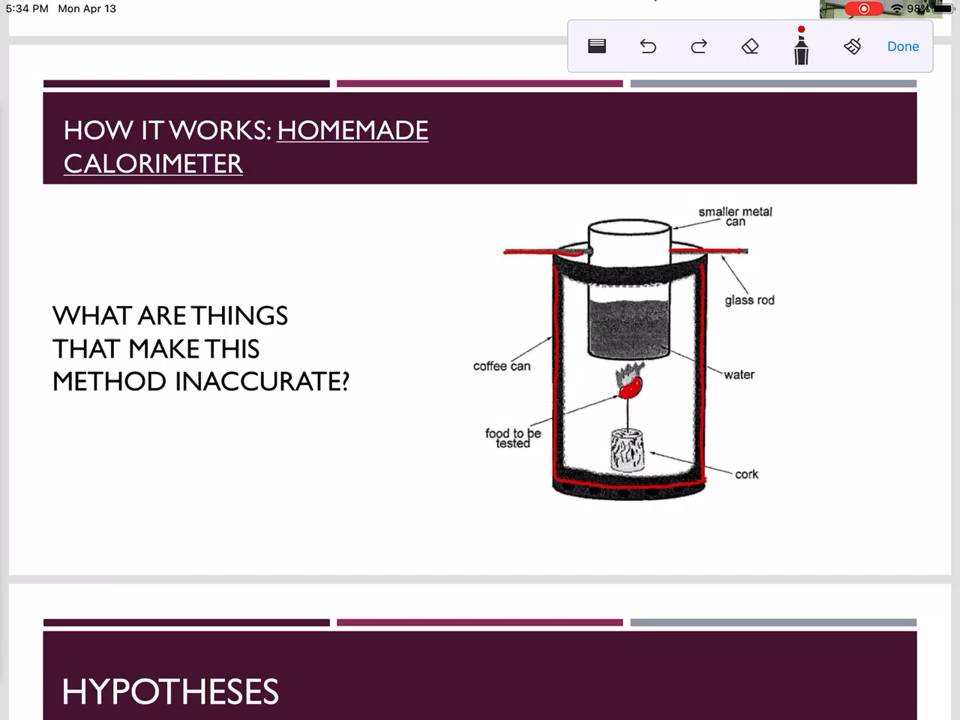 5:34 PM Mon Apr 13
98%
Done
HOW IT WORKS: HOMEMADE
CALORIMETER
WHAT ARE THINGS
THAT MAKE THIS
METHOD INACCURATE?
smaller metal
can
glass rod
coffee can
water
food to be
tested
cork
HYPOTHESES